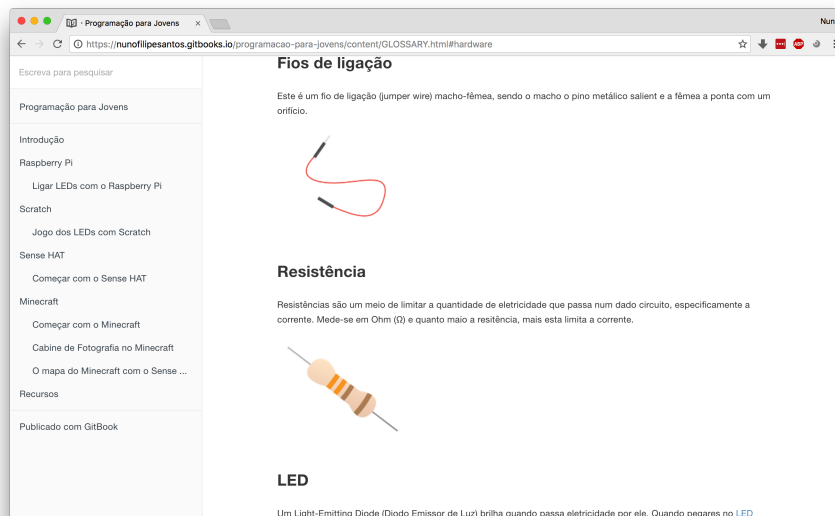 · Programação para Jovens
Nun
https://nunofilipesantos.gitbooks.io/programacao-para-jovens/content/GLOSSARY.html#hardware
ABP
Escreva para pesquisar
Programação para Jovens
Introdução
Raspberry Pi
Ligar LEDs com o Raspberry Pi
Scratch
Jogo dos LEDs com Scratch
Sense HAT
Começar com o Sense HAT
Minecraft
Começar com o Minecraft
Cabine de Fotografia no Minecraft
O mapa do Minecraft com o Sense ...
Recursos
Publicado com GitBook
Fios de ligação
Este é um fio de ligação (jumper wire) macho-fêmea, sendo o macho o pino metálico salient e a fêmea a ponta com um
orifício.
Resistência
Resistências são um meio de limitar a quantidade de eletricidade que passa num dado circuito, especificamente a
corrente. Mede-se em Ohm (Ω) e quanto maio a resitência, mais esta limita a corrente.
LED
Um Light-Emitting Diode (Diodo Emissor de Luz) brilha quando passa eletricidade por ele. Quando pegares no LED